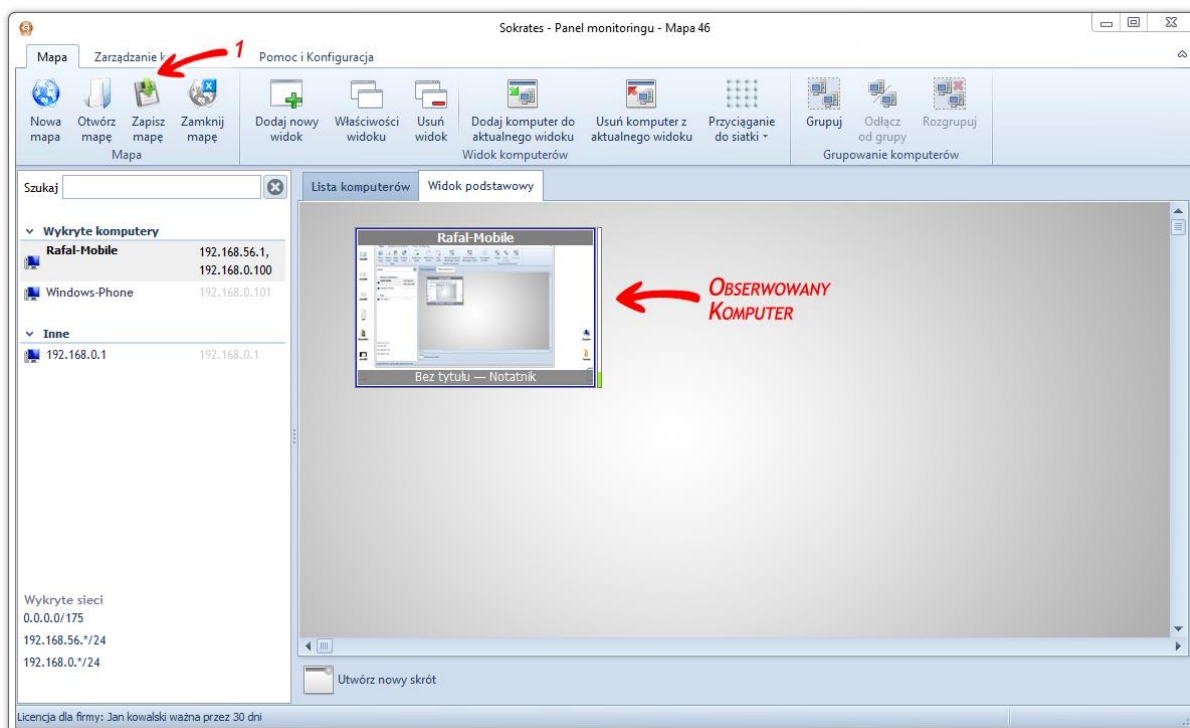 Sokrates - Panel monitoringu - Mapa 46
Mapa
Zarządzanie k
1
Pomoc i Konfiguracja
Nowa mapa
Otwórz mapę
Zapisz mapę
Zamknij mapę
Mapa
Dodaj nowy widok
Właściwości widoku
Usuń widok
Dodaj komputer do aktualnego widoku
Usuń komputer z aktualnego widoku
Przyciąganie do siatki
Widok komputerów
Grupuj
Odłącz od grupy
Rozgrupuj
Grupowanie komputerów
Szukaj
Lista komputerów
Widok podstawowy
Wykryte komputery
Rafal-Mobile 192.168.56.1,
192.168.0.100
Windows-Phone 192.168.0.101
Inne
192.168.0.1 192.168.0.1
Rafal-Mobile
Bez tytułu — Notatnik
OBSERWOWANY
KOMPUTER
Wykryte sieci
0.0.0.0/175
192.168.56.*/24
192.168.0.*/24
Utwórz nowy skrót
Licencja dla firmy: Jan kowalski ważna przez 30 dni